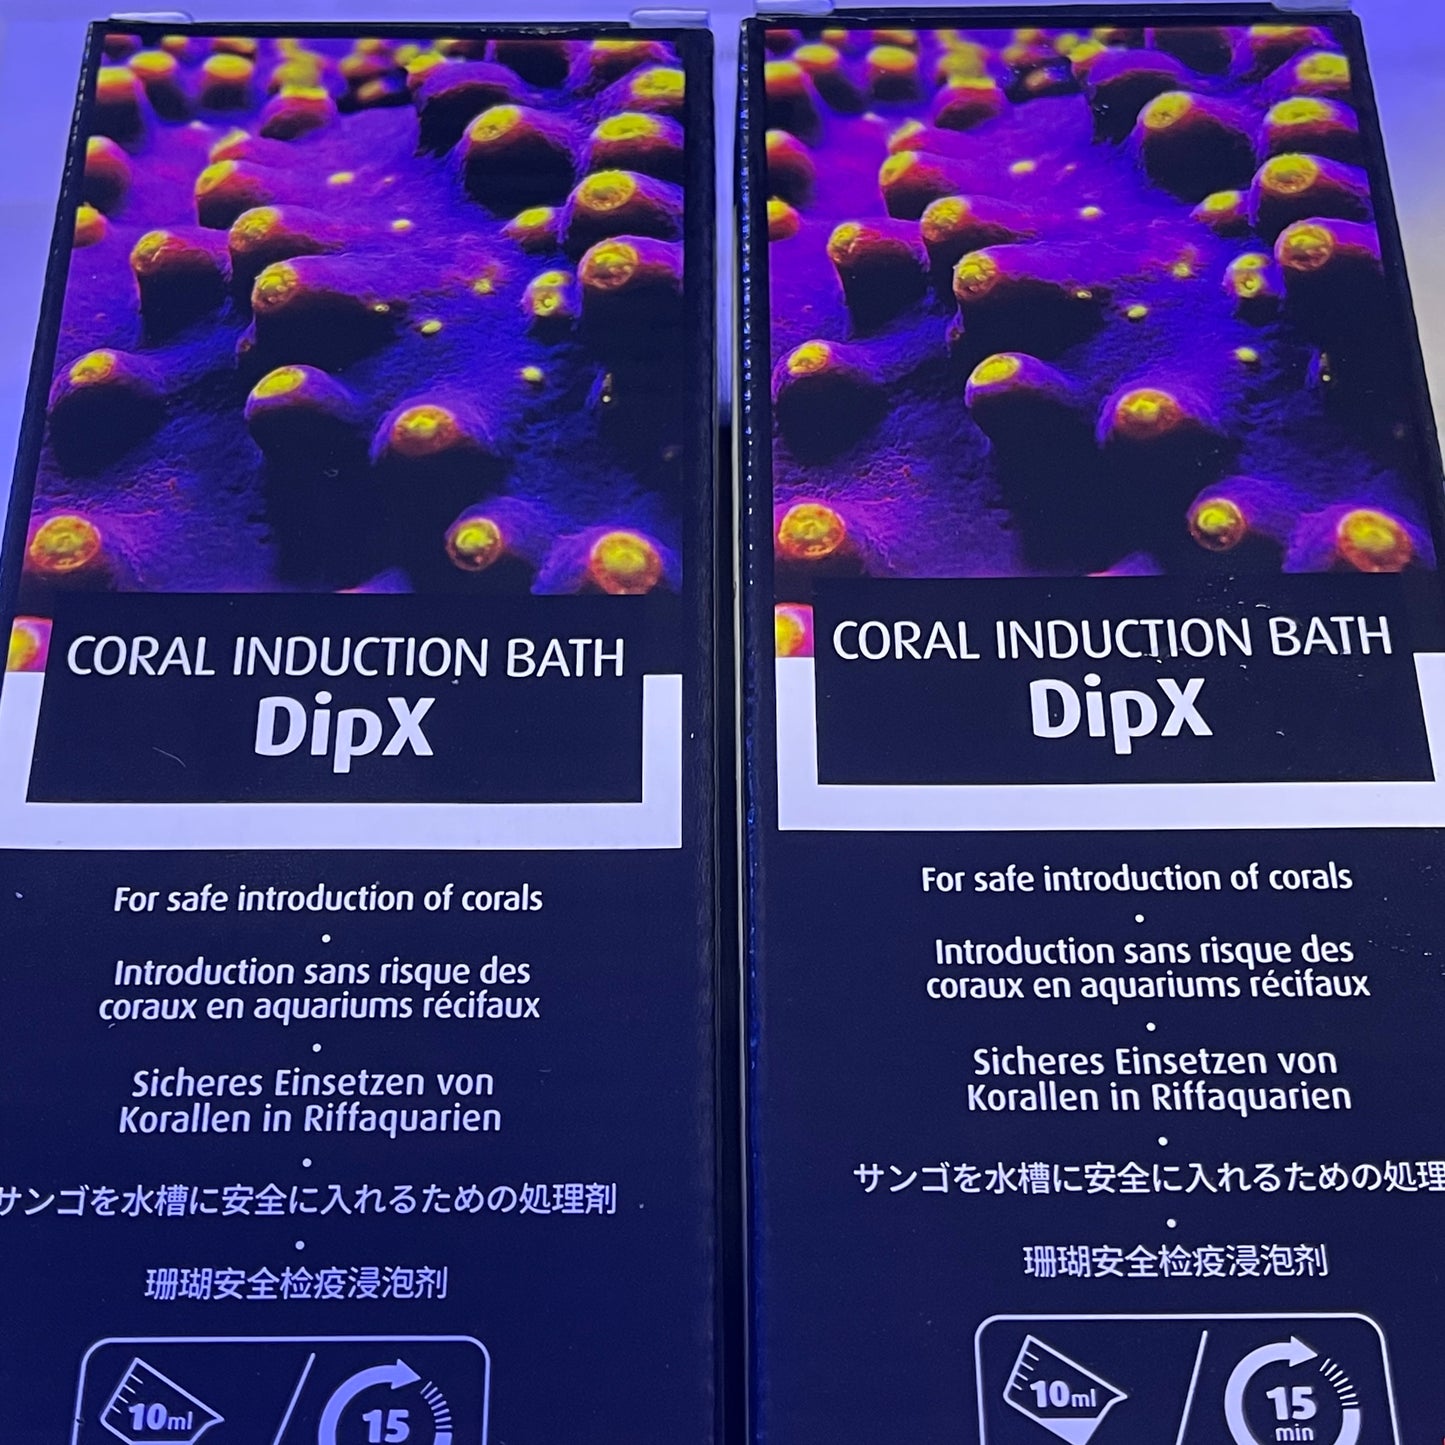 CORAL INDUCTION BATH
DipX
For safe introduction of corals
Introduction sans risque des
coraux en aquariums récifaux
Sicheres Einsetzen von
Korallen in Riffaquarien
サンゴを水槽に安全に入れるための処理剤
珊瑚安全检疫浸泡剂
10ml
15
CORAL INDUCTION BATH
DipX
For safe introduction of corals
Introduction sans risque des
coraux en aquariums récifaux
Sicheres Einsetzen von
Korallen in Riffaquarien
サンゴを水槽に安全に入れるための処理
珊瑚安全检疫浸泡剂
10ml
15
min